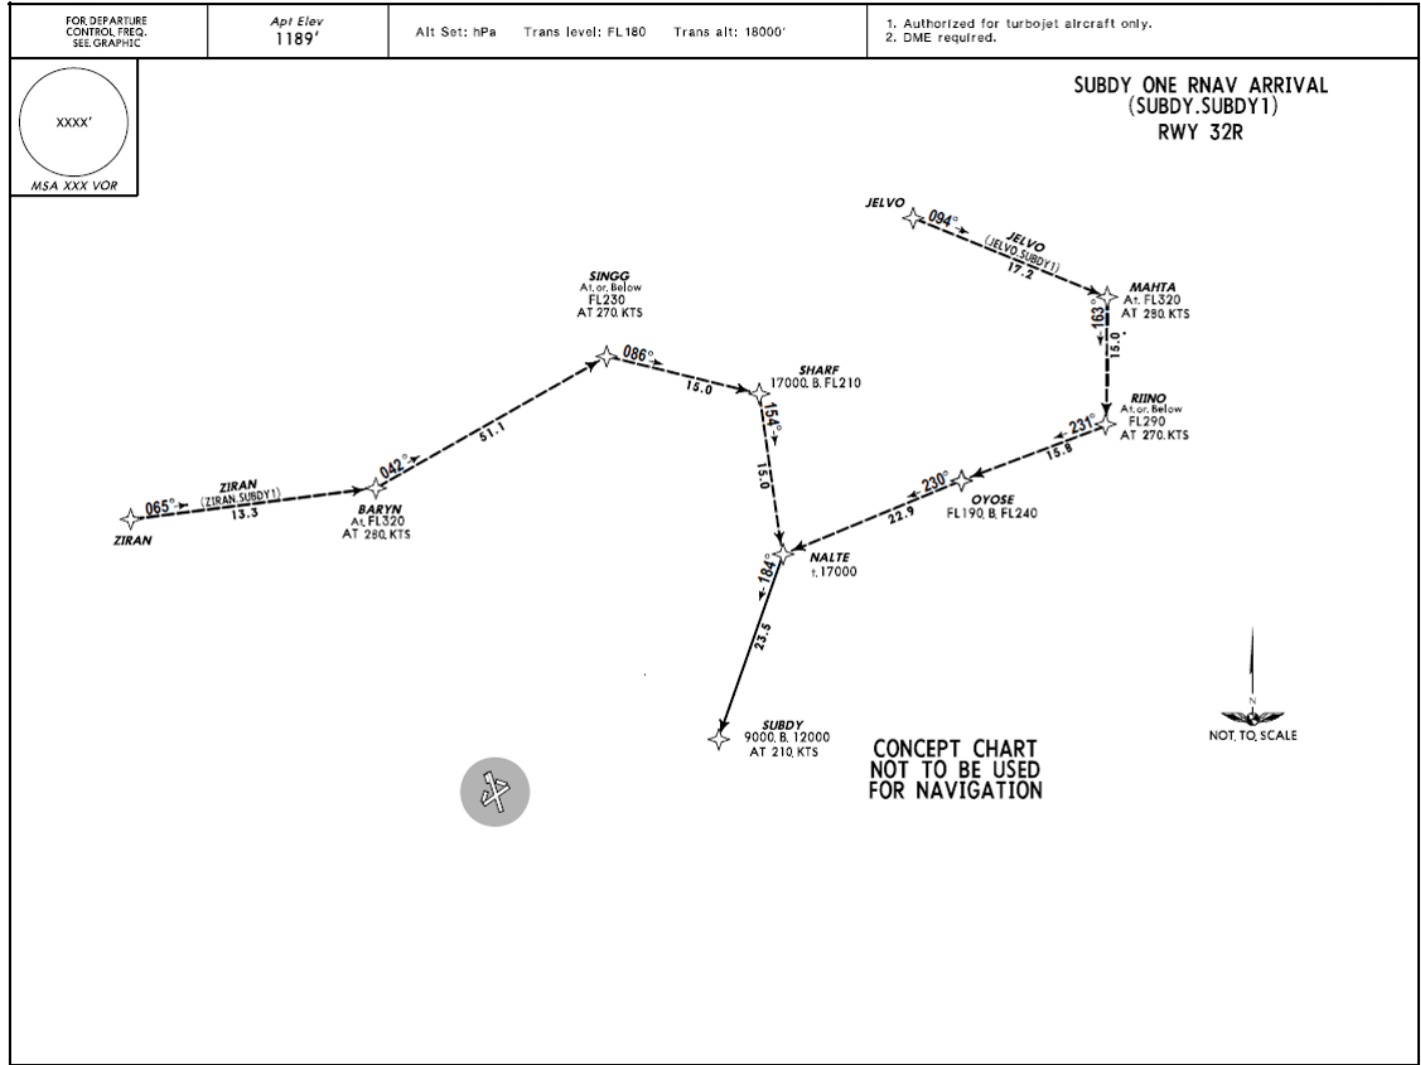 FOR DEPARTURE
CONTROL FREQ.
SEE GRAPHIC
Apt Elev
1189'
Alt Set: hPa Trans level: FL180 Trans alt: 18000'
1. Authorized for turbojet aircraft only.
2. DME required.
XXXX'
MSA XXX VOR
SUBDY ONE RNAV ARRIVAL
(SUBDY.SUBDY1)
RWY 32R
JELVO
094°
JELVO
(JELVO.SUBDY1)
17.2
MAHTA
At FL320
AT 280 KTS
163°
15.0
SINGG
At or Below
FL230
AT 270 KTS
086°
15.0
SHARF
17000 B FL210
154°
15.0
RIINO
At or Below
FL290
AT 270 KTS
231°
15.8
51.1
042°
ZIRAN
(ZIRAN.SUBDY1)
065°
13.3
ZIRAN
BARYN
At FL320
AT 280 KTS
230°
22.9
OYOSE
FL190 B FL240
NALTE
t 17000
184°
23.5
SUBDY
9000 B 12000
AT 210 KTS
N
NOT TO SCALE
CONCEPT CHART
NOT TO BE USED
FOR NAVIGATION